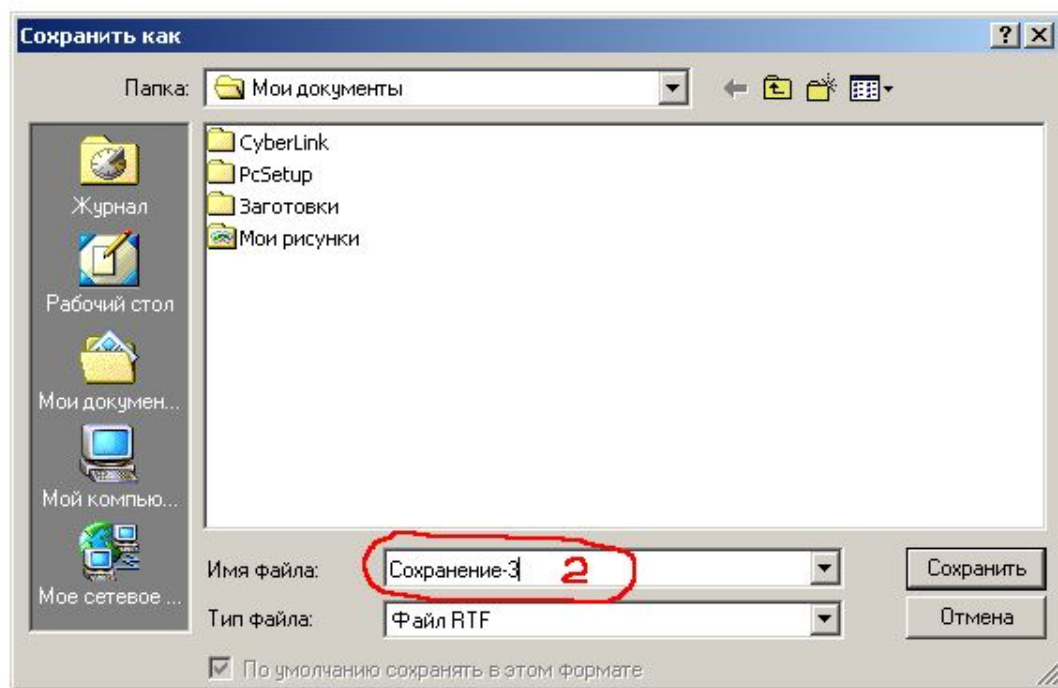 Сохранить как
Папка: Мои документы
CyberLink
PcSetup
Заготовки
Мои рисунки
Журнал
Рабочий стол
Мои докумен...
Мой компью...
Мое сетевое ...
Имя файла: Сохранение-3 2
Сохранить
Тип файла: Файл RTF
Отмена
По умолчанию сохранять в этом формате